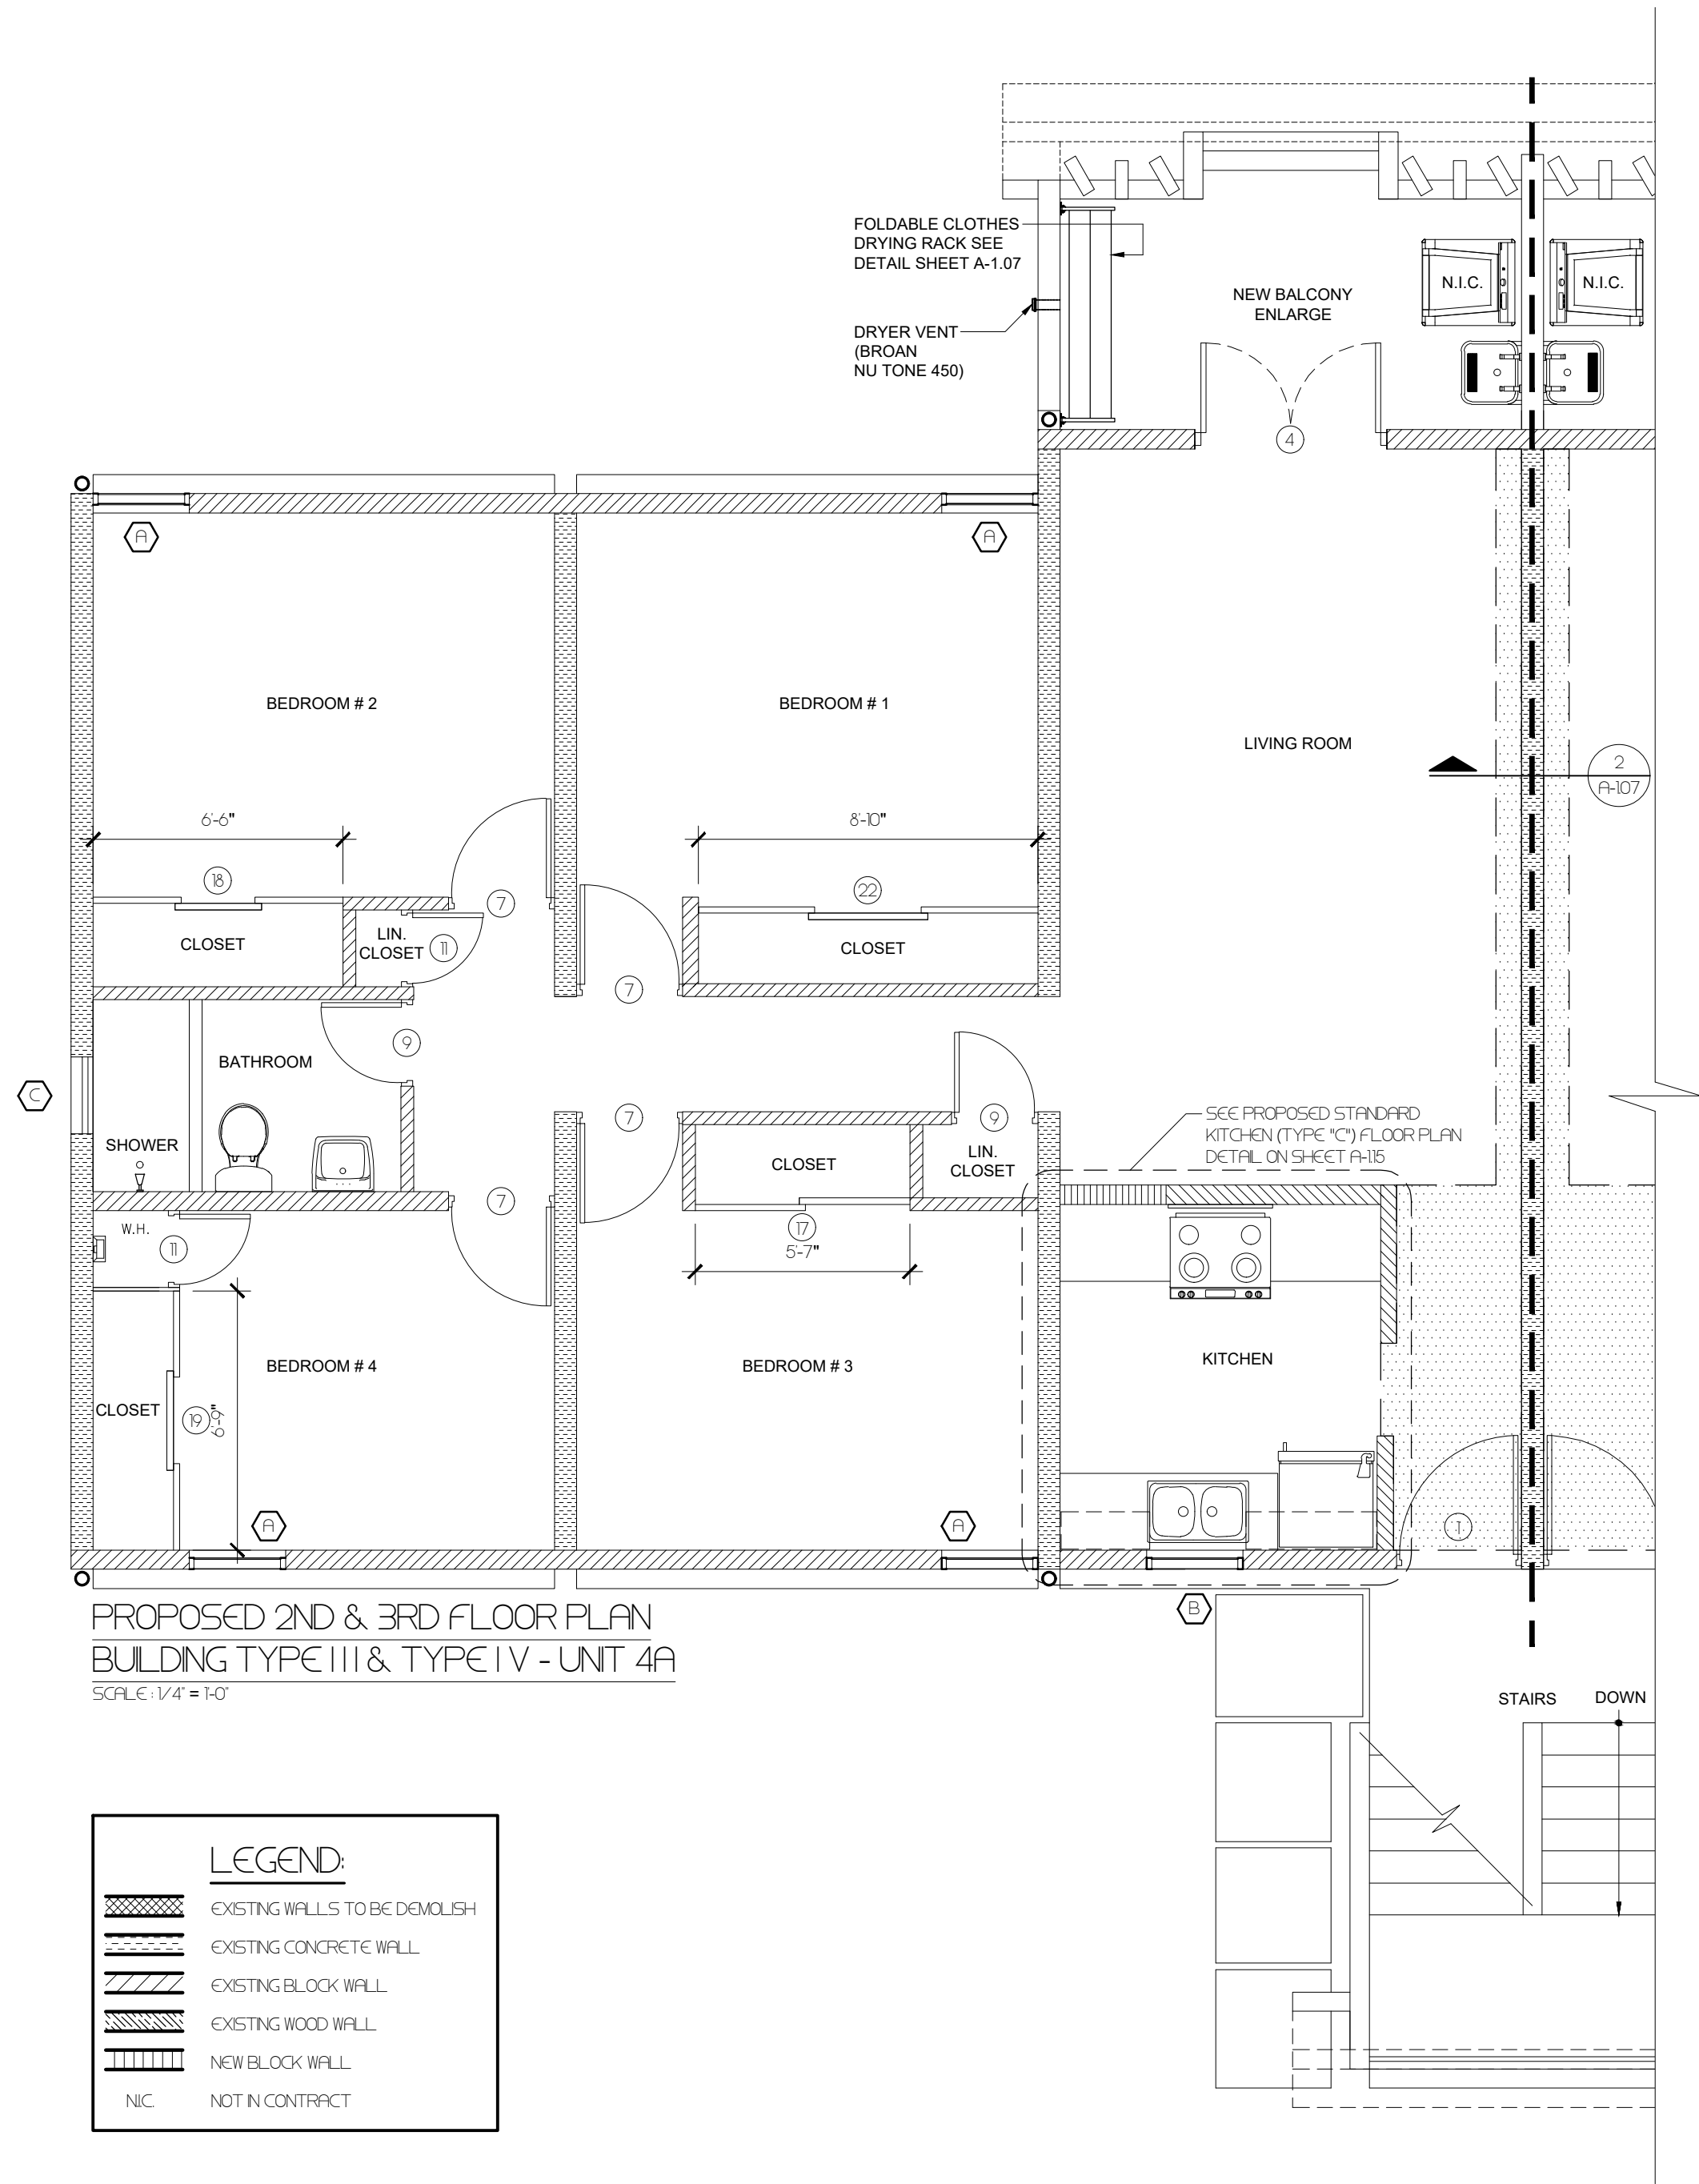 FOLDABLE CLOTHES
DRYING RACK SEE
DETAIL SHEET A-1.07
DRYER VENT
(BROAN
NU TONE 450)
NEW BALCONY
ENLARGE
N.I.C.
N.I.C.
4
A
A
BEDROOM # 2
BEDROOM # 1
LIVING ROOM
2
A-1.07
6'-6"
8'-10"
18
22
7
CLOSET
LIN.
CLOSET
11
CLOSET
7
9
BATHROOM
C
SHOWER
7
9
LIN.
CLOSET
CLOSET
SEE PROPOSED STANDARD
KITCHEN (TYPE "C") FLOOR PLAN
DETAIL ON SHEET A-1.15
7
W.H.
11
17
5'-7"
BEDROOM # 4
BEDROOM # 3
KITCHEN
CLOSET
19
6'-9"
A
A
1
B
PROPOSED 2ND & 3RD FLOOR PLAN
BUILDING TYPE III & TYPE IV - UNIT 4A
SCALE : 1/4" = 1'-0"
STAIRS
DOWN
LEGEND:
EXISTING WALLS TO BE DEMOLISH
EXISTING CONCRETE WALL
EXISTING BLOCK WALL
EXISTING WOOD WALL
NEW BLOCK WALL
N.I.C. NOT IN CONTRACT